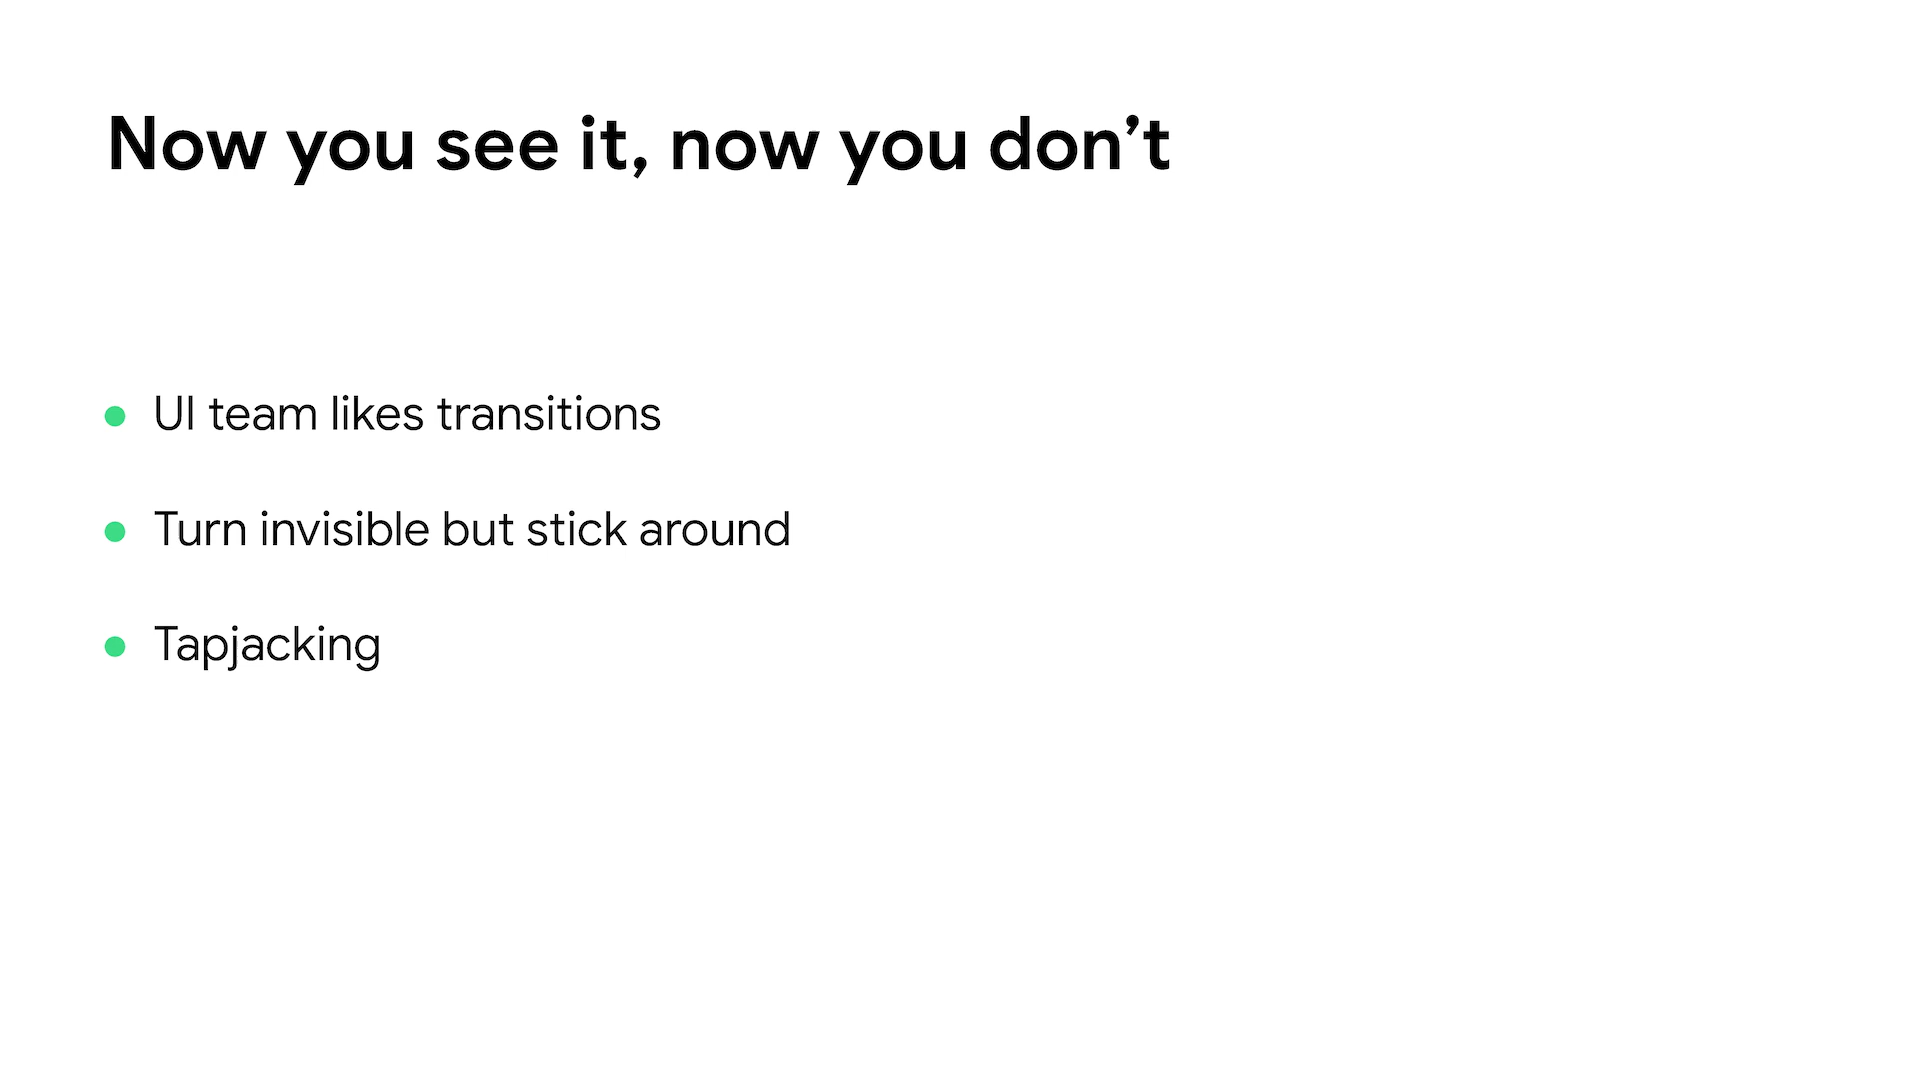 Now you see it, now you don’t
UI team likes transitions
Turn invisible but stick around
Tapjacking